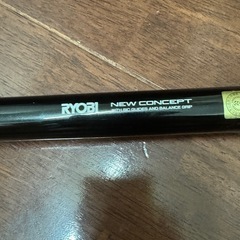 RYOBI
NEW CONCEPT
WITH SIC GUIDES AND BALANCE GRIP